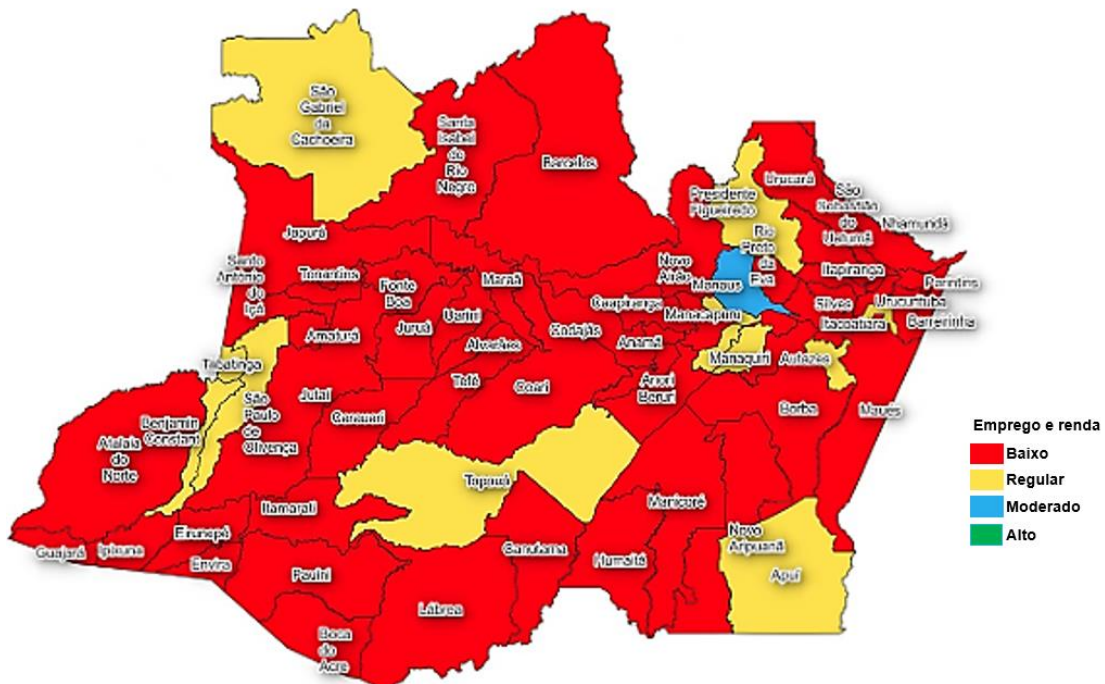 São
Gabriel
da
Cachoeira
Santa
Isabel
do
Rio
Negro
Barcelos
Urucará
São
Sebastião
do
Uatumã
Nhamundá
Presidente
Figueiredo
Rio
Preto
da
Eva
Japurá
Santo
Antônio
do
Içá
Tonantins
Fonte
Boa
Maraã
Novo
Airão
Manaus
Itapiranga
Parintins
Caapiranga
Manacapuru
Silves
Urucurituba
Itacoatiara
Barreirinha
Amaturá
Juruá
Uarini
Codajás
Anamã
Alvarães
Manaquiri
Autazes
Tabatinga
Tefé
Coari
Anori
Beruri
Jutaí
Carauari
Borba
Maués
Benjamin
Constant
São
Paulo
de
Olivença
Atalaia
do
Norte
Tapauá
Itamarati
Manicoré
Eirunepé
Novo
Aripuanã
Guajará
Ipixuna
Envira
Canutama
Humaitá
Apuí
Pauini
Lábrea
Boca
do
Acre
Emprego e renda
Baixo
Regular
Moderado
Alto